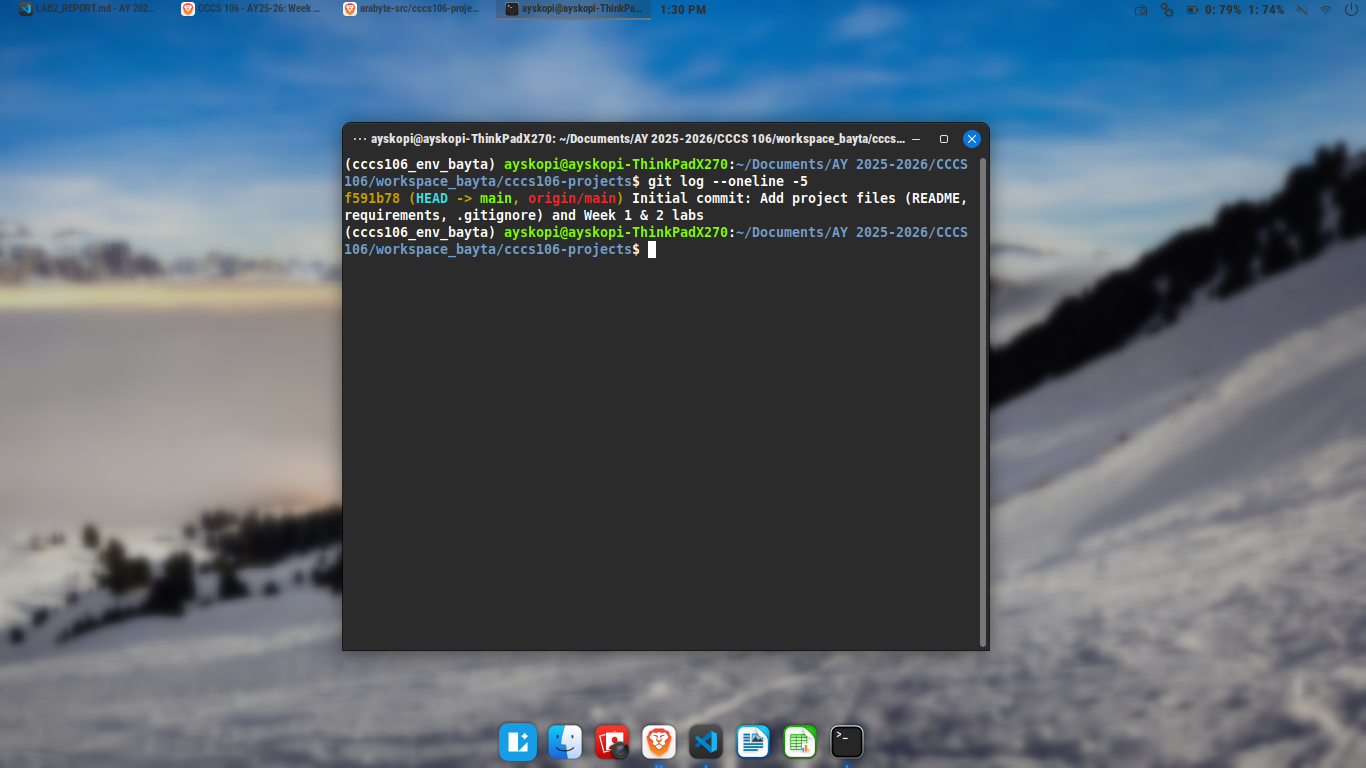 LAB2_REPORT.md - AY 202...
CCCS 106 - AY25-26: Week ...
arabyte-src/cccs106-proje...
ayskopi@ayskopi-ThinkPa...
1:30 PM
0: 79% 1: 74%
··· ayskopi@ayskopi-ThinkPadX270: ~/Documents/AY 2025-2026/CCCS 106/workspace_bayta/cccs...
(cccs106_env_bayta) ayskopi@ayskopi-ThinkPadX270:~/Documents/AY 2025-2026/CCCS
106/workspace_bayta/cccs106-projects$ git log --oneline -5
f591b78 (HEAD -> main, origin/main) Initial commit: Add project files (README,
requirements, .gitignore) and Week 1 & 2 labs
(cccs106_env_bayta) ayskopi@ayskopi-ThinkPadX270:~/Documents/AY 2025-2026/CCCS
106/workspace_bayta/cccs106-projects$